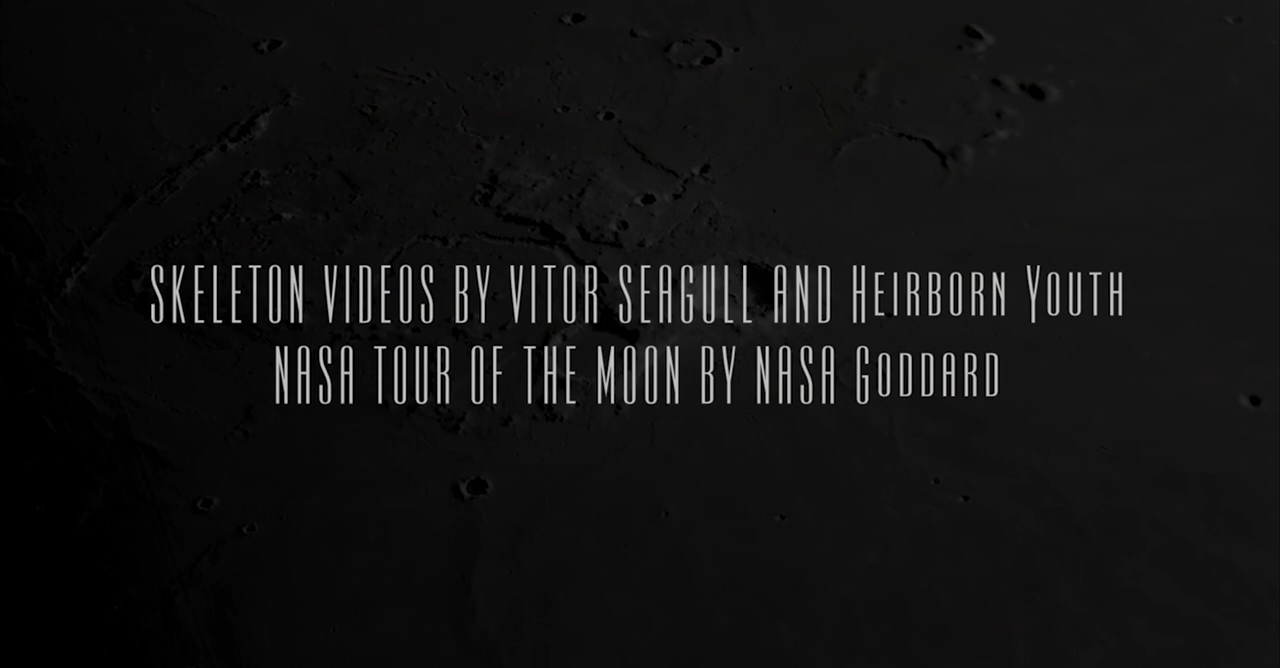 SKELETON VIDEOS BY VITOR SEAGULL AND Heirborn Youth
NASA TOUR OF THE MOON BY NASA Goddard